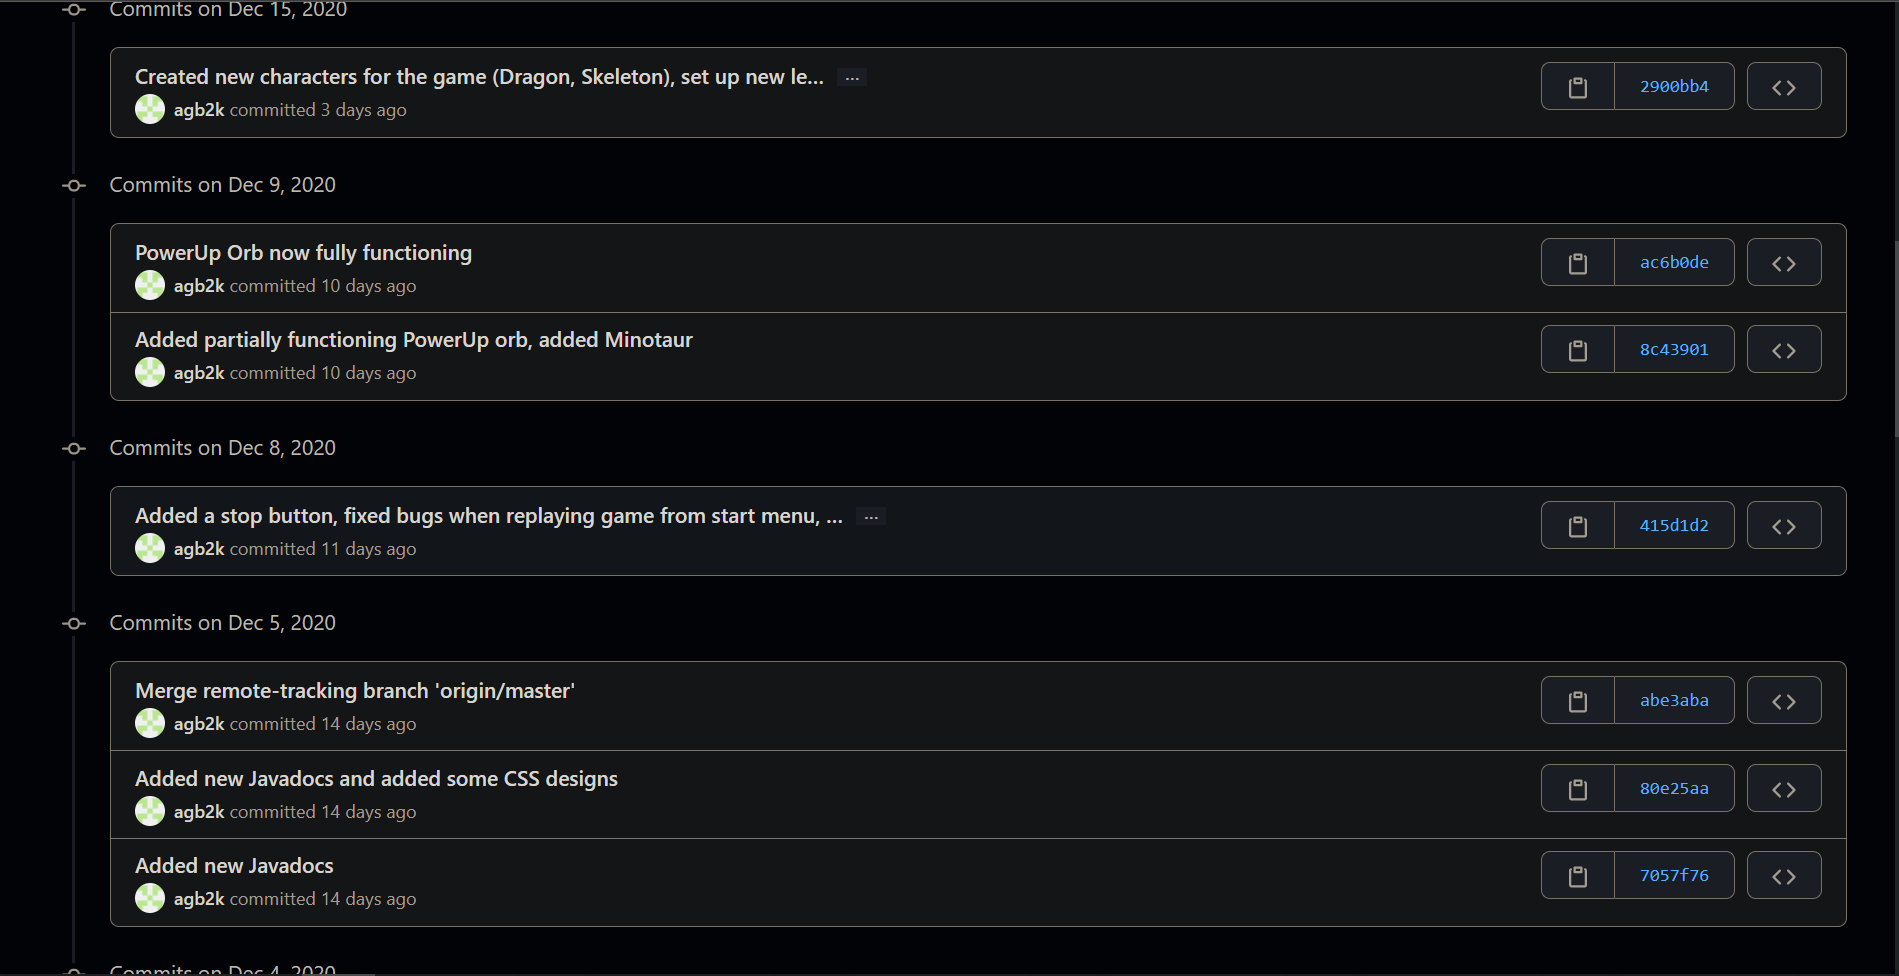 Commits on Dec 15, 2020
Created new characters for the game (Dragon, Skeleton), set up new le... ...
agb2k committed 3 days ago
2900bb4
Commits on Dec 9, 2020
PowerUp Orb now fully functioning
agb2k committed 10 days ago
ac6b0de
Added partially functioning PowerUp orb, added Minotaur
agb2k committed 10 days ago
8c43901
Commits on Dec 8, 2020
Added a stop button, fixed bugs when replaying game from start menu, ... ...
agb2k committed 11 days ago
415d1d2
Commits on Dec 5, 2020
Merge remote-tracking branch 'origin/master'
agb2k committed 14 days ago
abe3aba
Added new Javadocs and added some CSS designs
agb2k committed 14 days ago
80e25aa
Added new Javadocs
agb2k committed 14 days ago
7057f76
Commits on Dec 4, 2020